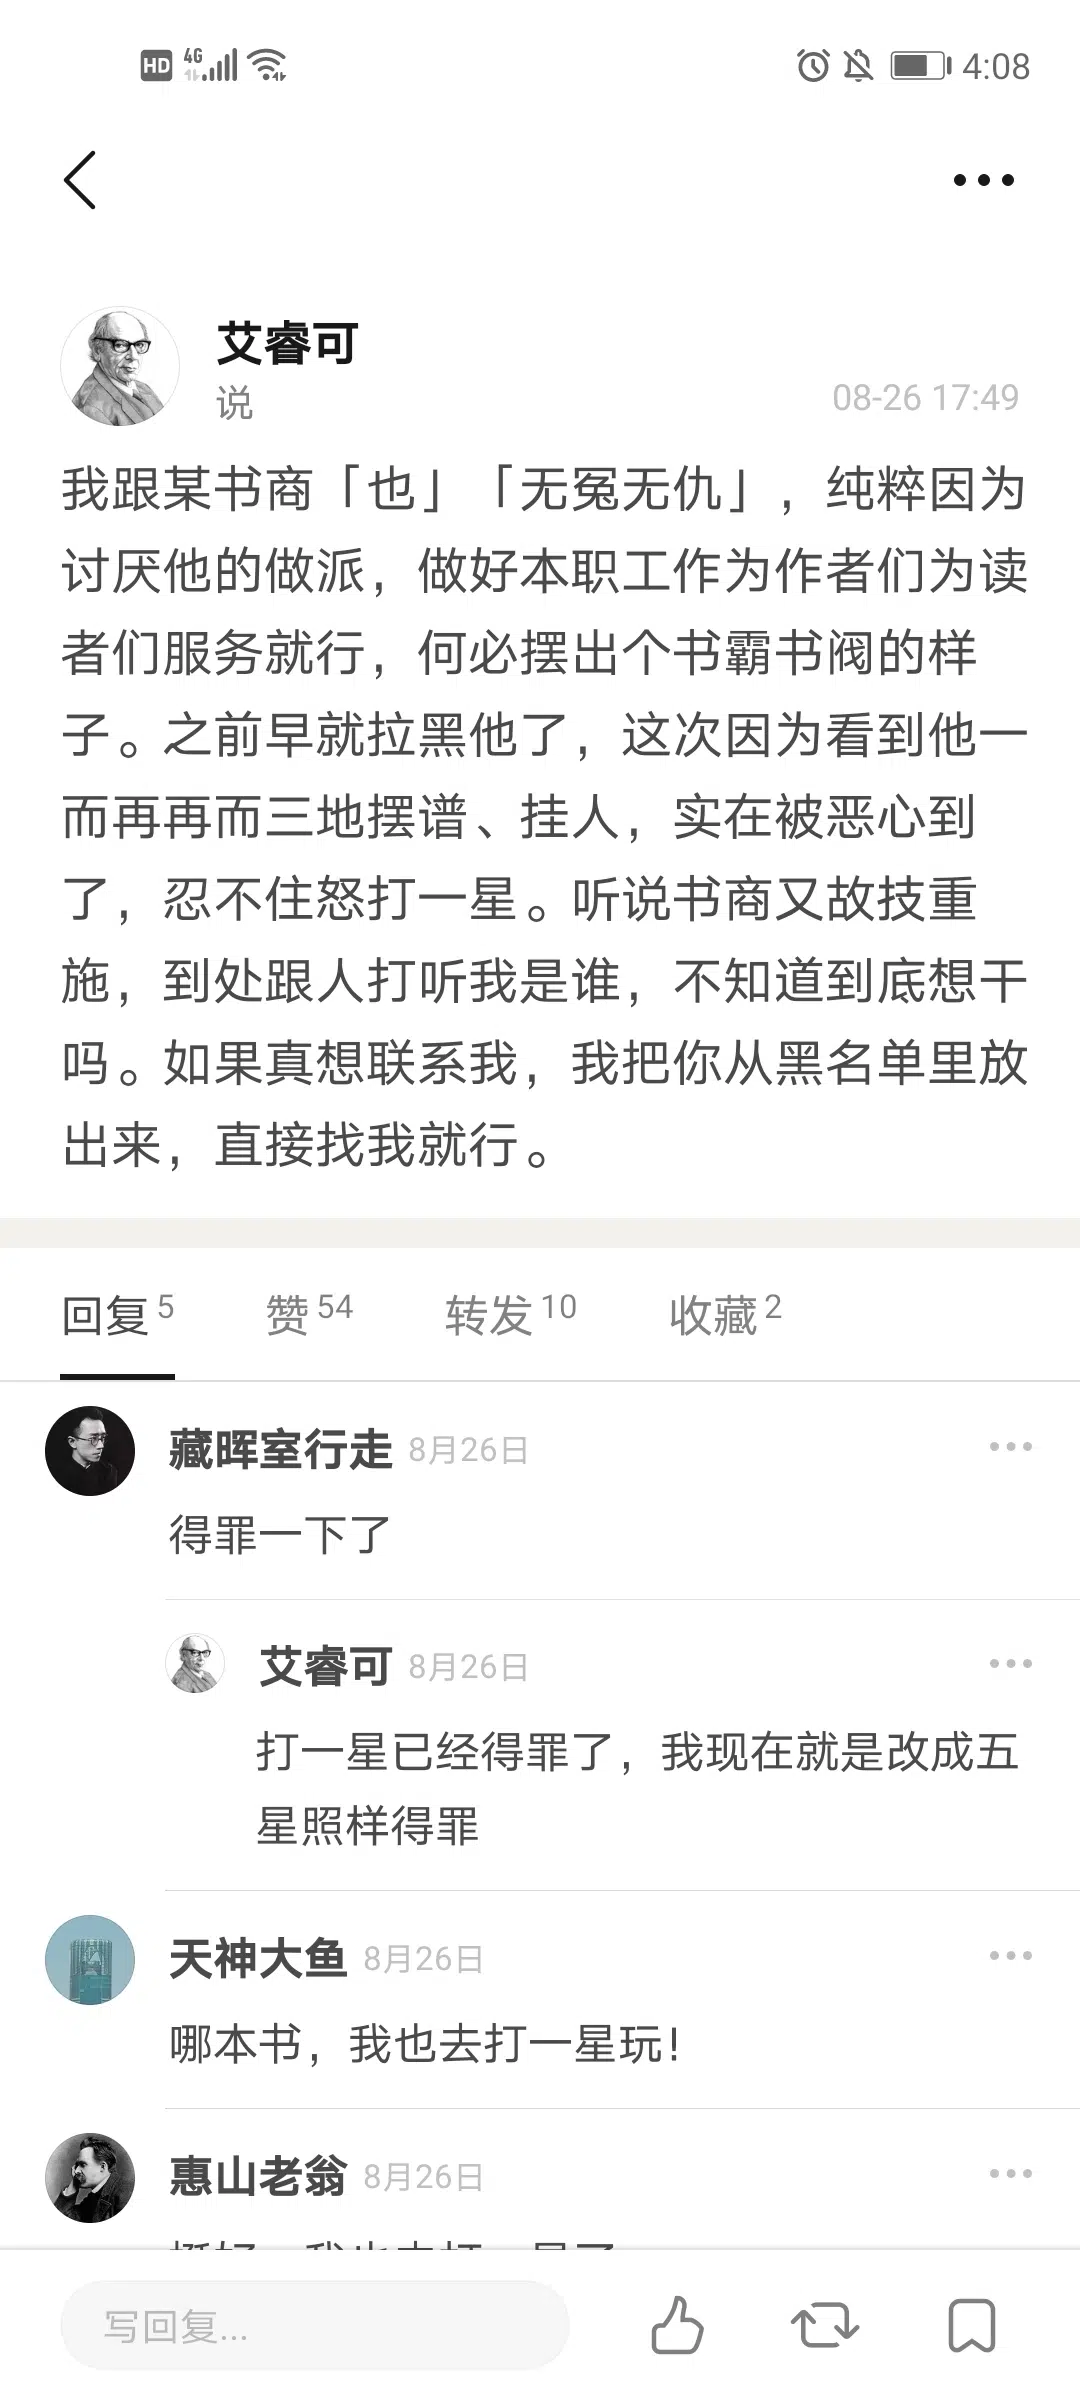 HD 4G 4:08
艾睿可
说
08-26 17:49
我跟某书商「也」「无冤无仇」，纯粹因为
讨厌他的做派，做好本职工作为作者们为读
者们服务就行，何必摆出个书霸书阀的样
子。之前早就拉黑他了，这次因为看到他一
而再再而三地摆谱、挂人，实在被恶心到
了，忍不住怒打一星。听说书商又故技重
施，到处跟人打听我是谁，不知道到底想干
吗。如果真想联系我，我把你从黑名单里放
出来，直接找我就行。
回复 5 赞 54 转发 10 收藏 2
藏晖室行走 8月26日
得罪一下了
艾睿可 8月26日
打一星已经得罪了，我现在就是改成五
星照样得罪
天神大鱼 8月26日
哪本书，我也去打一星玩！
惠山老翁 8月26日
写回复...